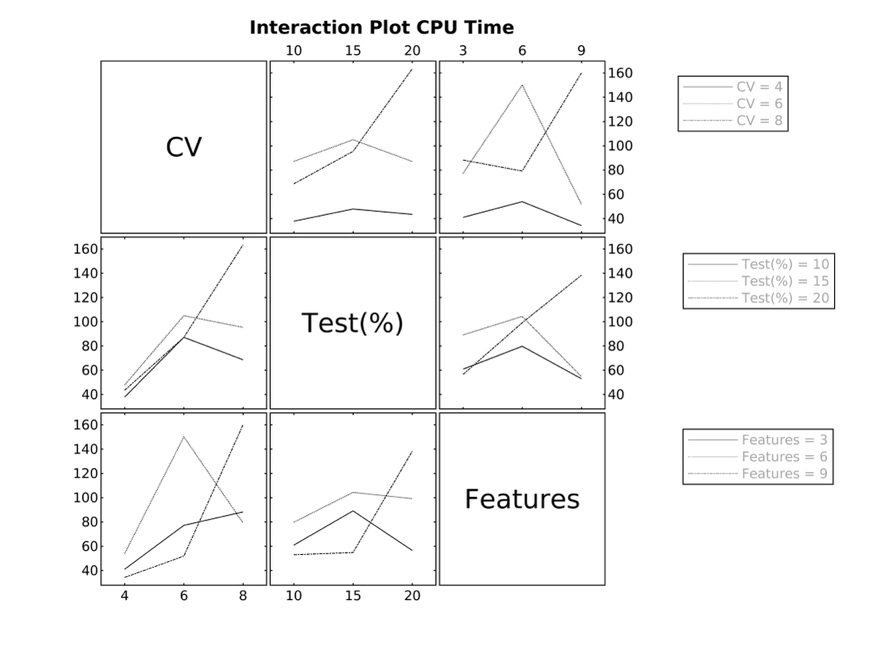 Interaction Plot CPU Time
10 15 20 3 6 9
160
140
120
100
80
60
40
CV
CV = 4
CV = 6
CV = 8
160 160
140 140
120 120
100 100
80 80
60 60
40 40
Test(%)
Test(%) = 10
Test(%) = 15
Test(%) = 20
160
140
120
100
80
60
40
Features
Features = 3
Features = 6
Features = 9
4 6 8 10 15 20